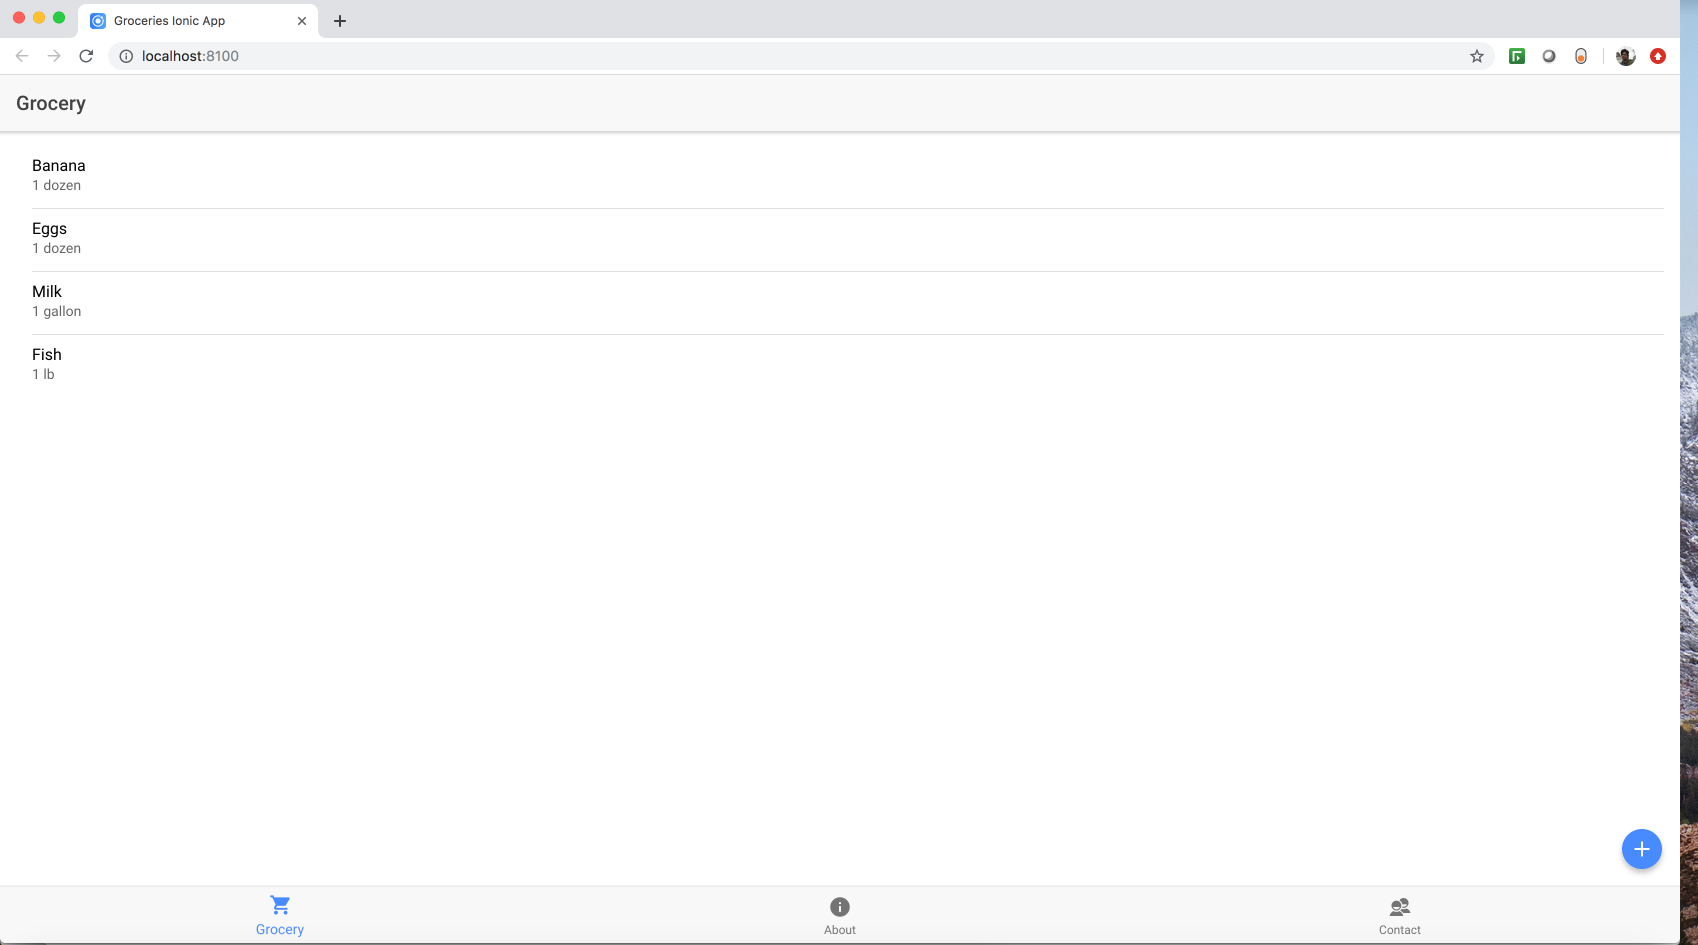 Groceries Ionic App
localhost:8100
Grocery
Banana
1 dozen
Eggs
1 dozen
Milk
1 gallon
Fish
1 lb
Grocery
About
Contact